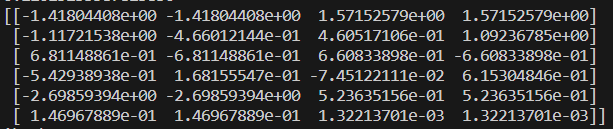 [[-1.41804408e+00 -1.41804408e+00  1.57152579e+00  1.57152579e+00]
 [-1.11721538e+00 -4.66012144e-01  4.60517106e-01  1.09236785e+00]
 [ 6.81148861e-01 -6.81148861e-01  6.60833898e-01 -6.60833898e-01]
 [-5.42938938e-01  1.68155547e-01 -7.45122111e-02  6.15304846e-01]
 [-2.69859394e+00 -2.69859394e+00  5.23635156e-01  5.23635156e-01]
 [ 1.46967889e-01  1.46967889e-01  1.32213701e-03  1.32213701e-03]]